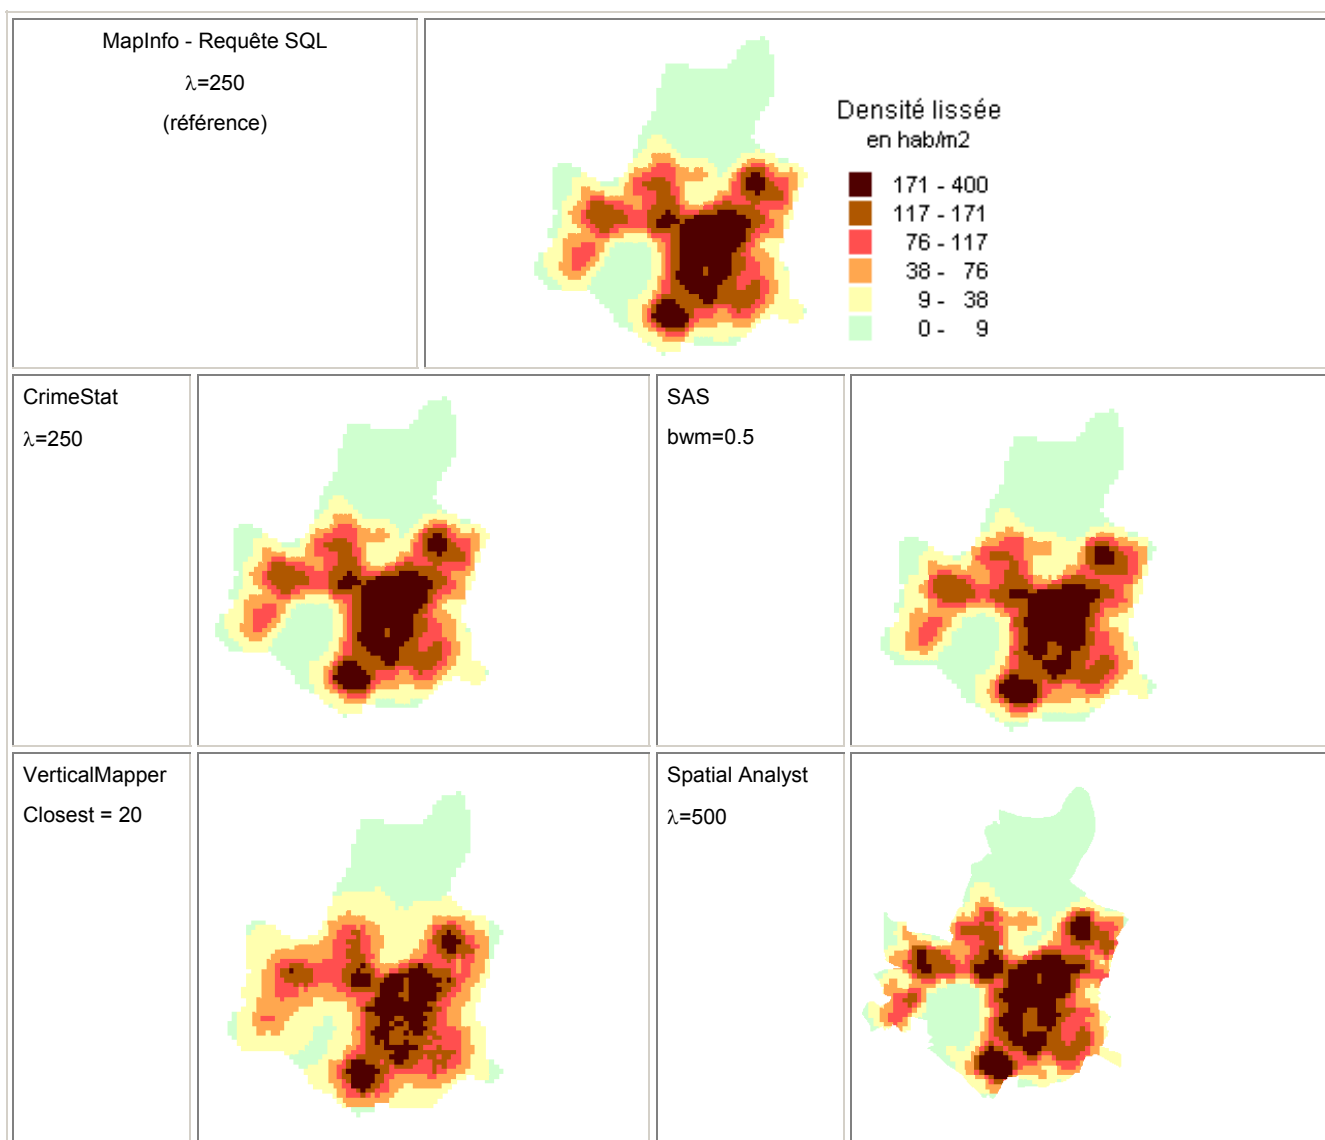 MapInfo - Requête SQL
λ=250
(référence)
Densité lissée
en hab/m2
171 - 400
117 - 171
76 - 117
38 - 76
9 - 38
0 - 9
CrimeStat
λ=250
SAS
bwm=0.5
VerticalMapper
Closest = 20
Spatial Analyst
λ=500